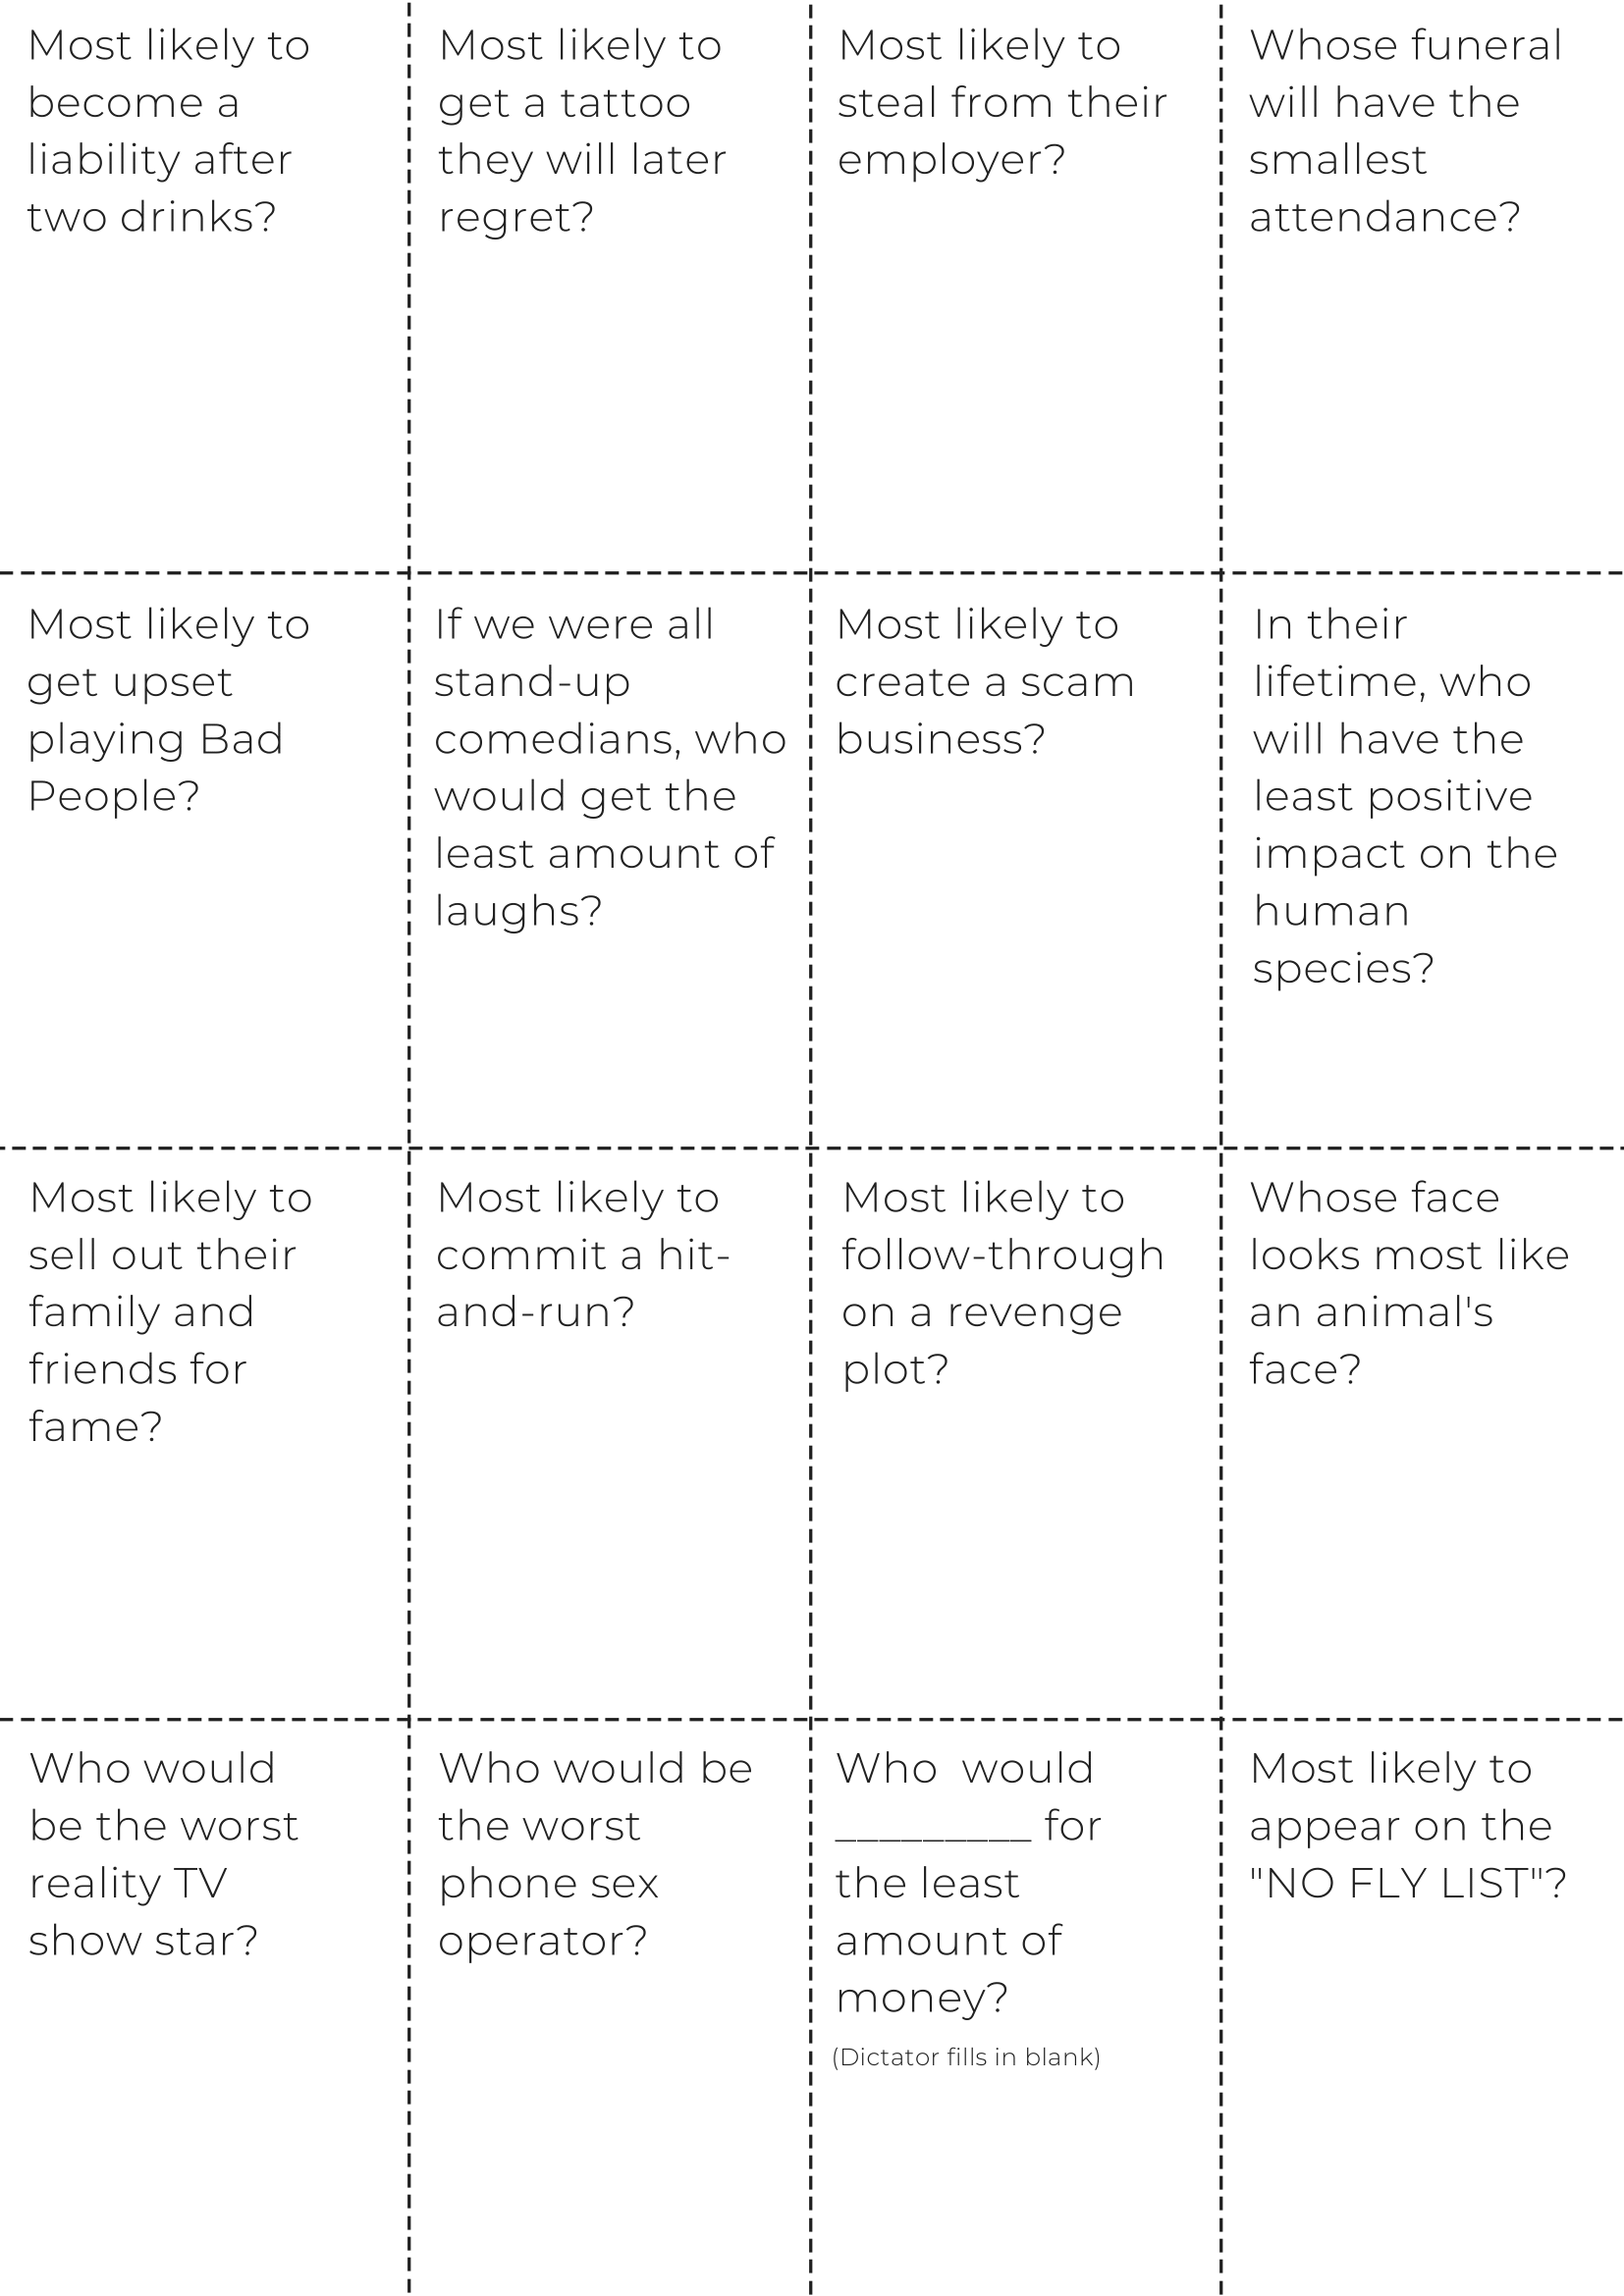 Most likely to
become a
liability after
two drinks?
Most likely to
get a tattoo
they will later
regret?
Most likely to
steal from their
employer?
Whose funeral
will have the
smallest
attendance?
Most likely to
get upset
playing Bad
People?
If we were all
stand-up
comedians, who
would get the
least amount of
laughs?
Most likely to
create a scam
business?
In their
lifetime, who
will have the
least positive
impact on the
human
species?
Most likely to
sell out their
family and
friends for
fame?
Most likely to
commit a hit-
and-run?
Most likely to
follow-through
on a revenge
plot?
Whose face
looks most like
an animal's
face?
Who would
be the worst
reality TV
show star?
Who would be
the worst
phone sex
operator?
Who  would
_________ for
the least
amount of
money?
(Dictator fills in blank)
Most likely to
appear on the
"NO FLY LIST"?